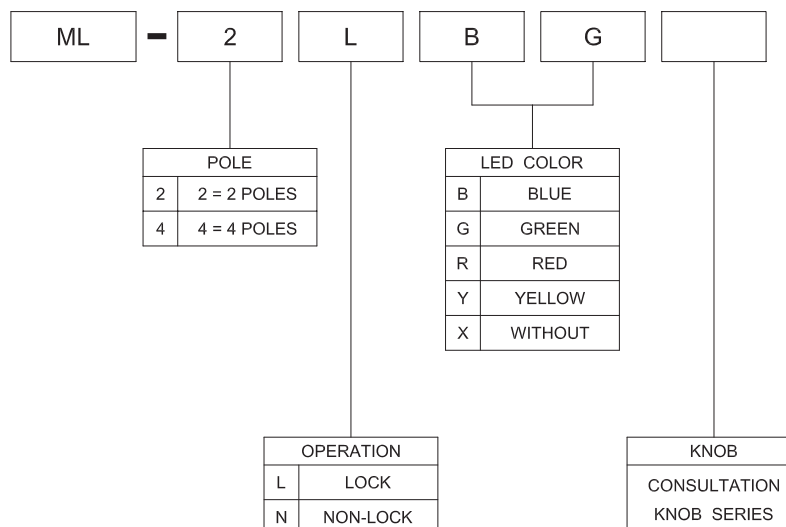 ML - 2 L B G
POLE
2 2 = 2 POLES
4 4 = 4 POLES
LED COLOR
B BLUE
G GREEN
R RED
Y YELLOW
X WITHOUT
OPERATION
L LOCK
N NON-LOCK
KNOB
CONSULTATION
KNOB SERIES